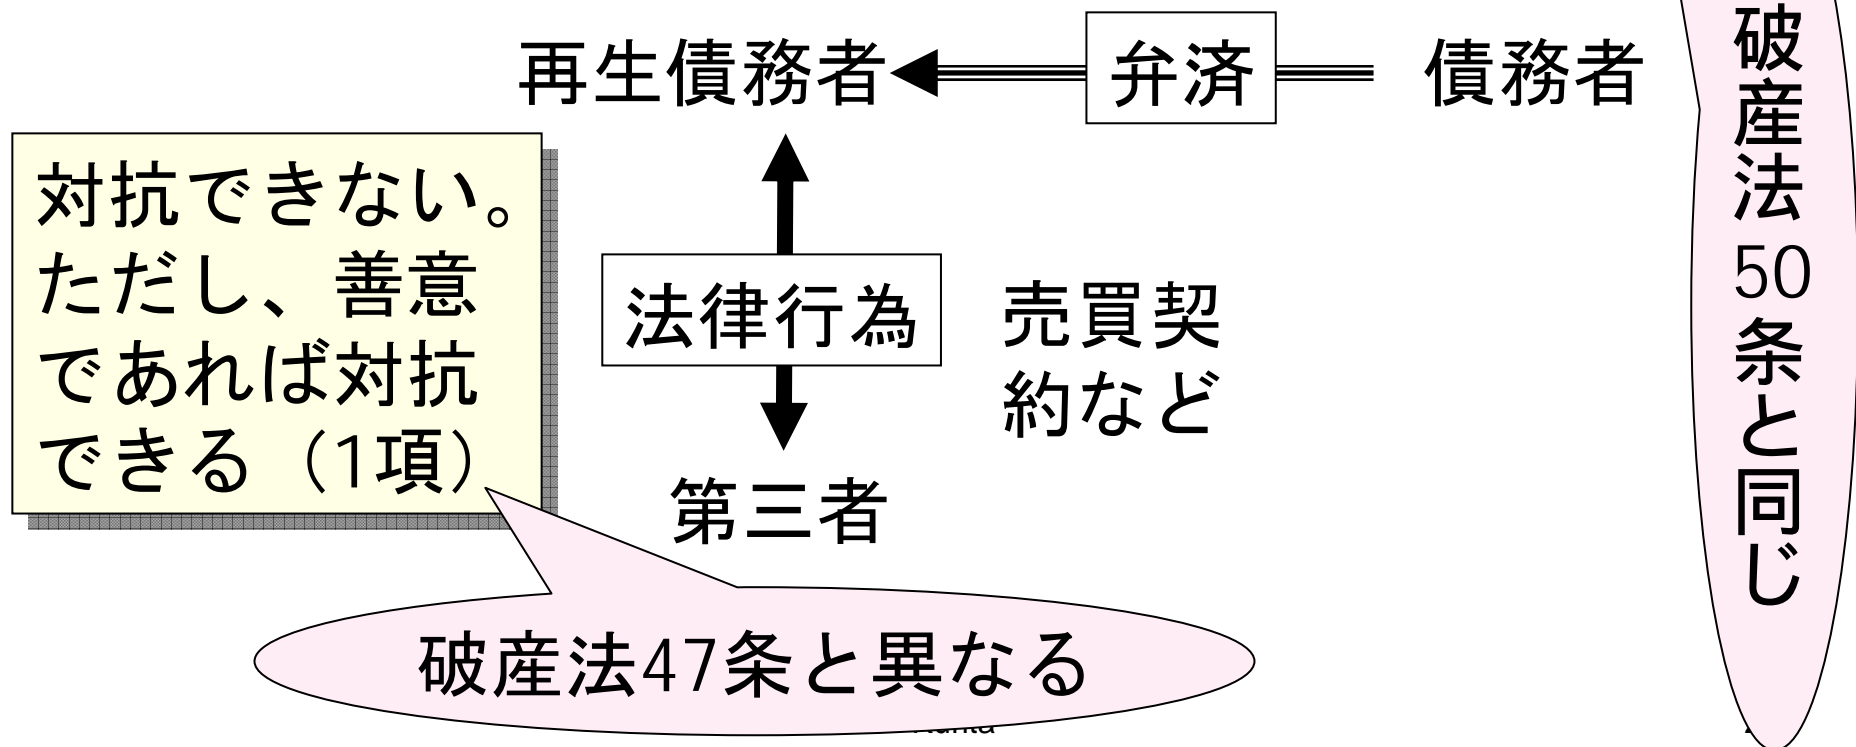 再生債務者
弁済
債務者
対抗できない。
ただし、善意
であれば対抗
できる（1項）
法律行為
売買契
約など
第三者
破産法47条と異なる
破産法50条と同じ